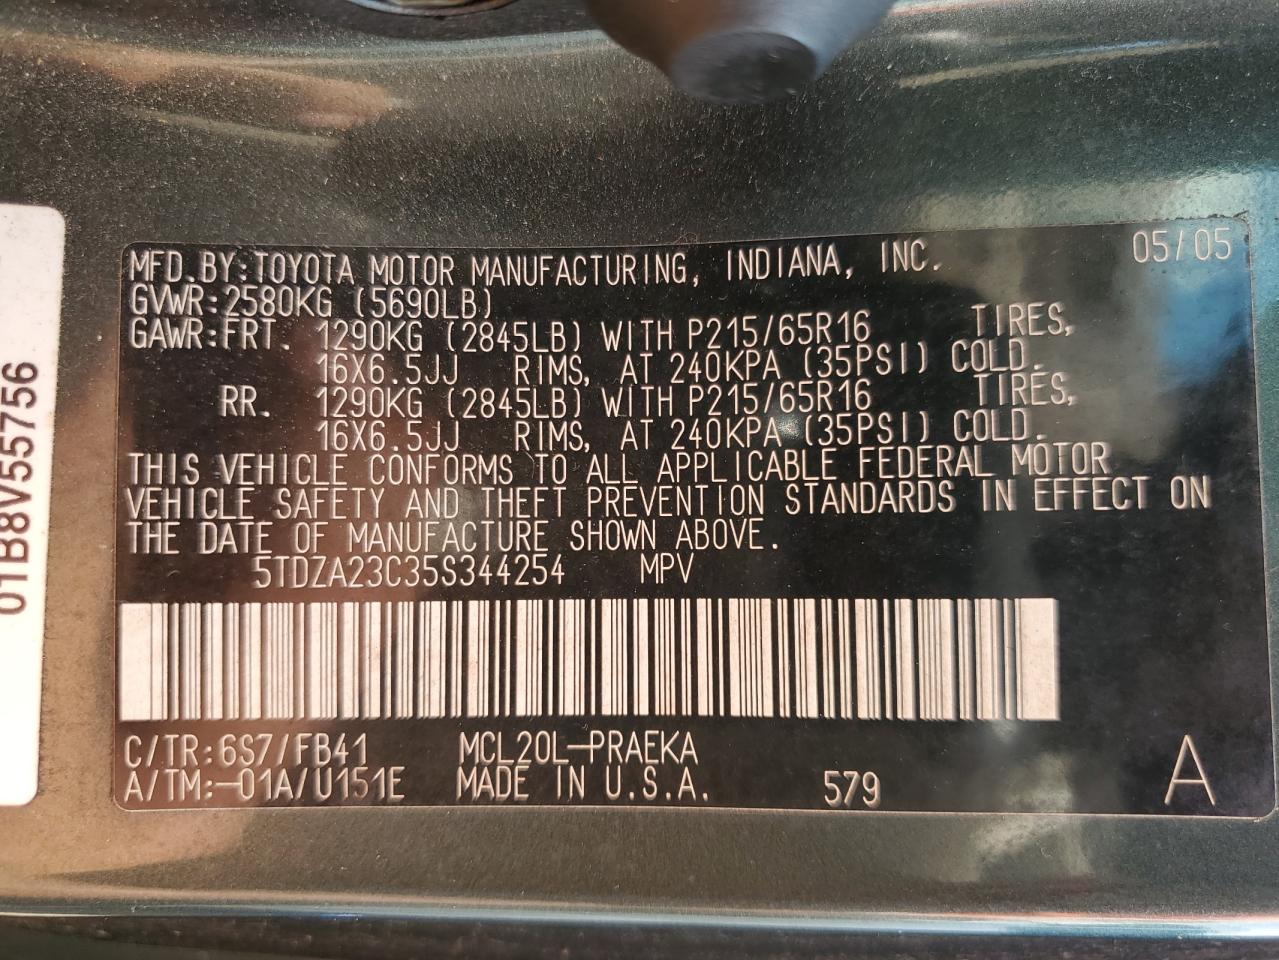 MFD.BY:TOYOTA MOTOR MANUFACTURING, INDIANA, INC. 05/05
GVWR:2580KG (5690LB)
GAWR:FRT. 1290KG (2845LB) WITH P215/65R16 TIRES,
16X6.5JJ RIMS, AT 240KPA (35PSI) COLD.
RR. 1290KG (2845LB) WITH P215/65R16 TIRES,
16X6.5JJ RIMS, AT 240KPA (35PSI) COLD.
THIS VEHICLE CONFORMS TO ALL APPLICABLE FEDERAL MOTOR
VEHICLE SAFETY AND THEFT PREVENTION STANDARDS IN EFFECT ON
THE DATE OF MANUFACTURE SHOWN ABOVE.
5TDZA23C35S344254 MPV
C/TR:6S7/FB41 MCL20L-PRAEKA
A/TM:-01A/U151E MADE IN U.S.A. 579 A
01B8V55756